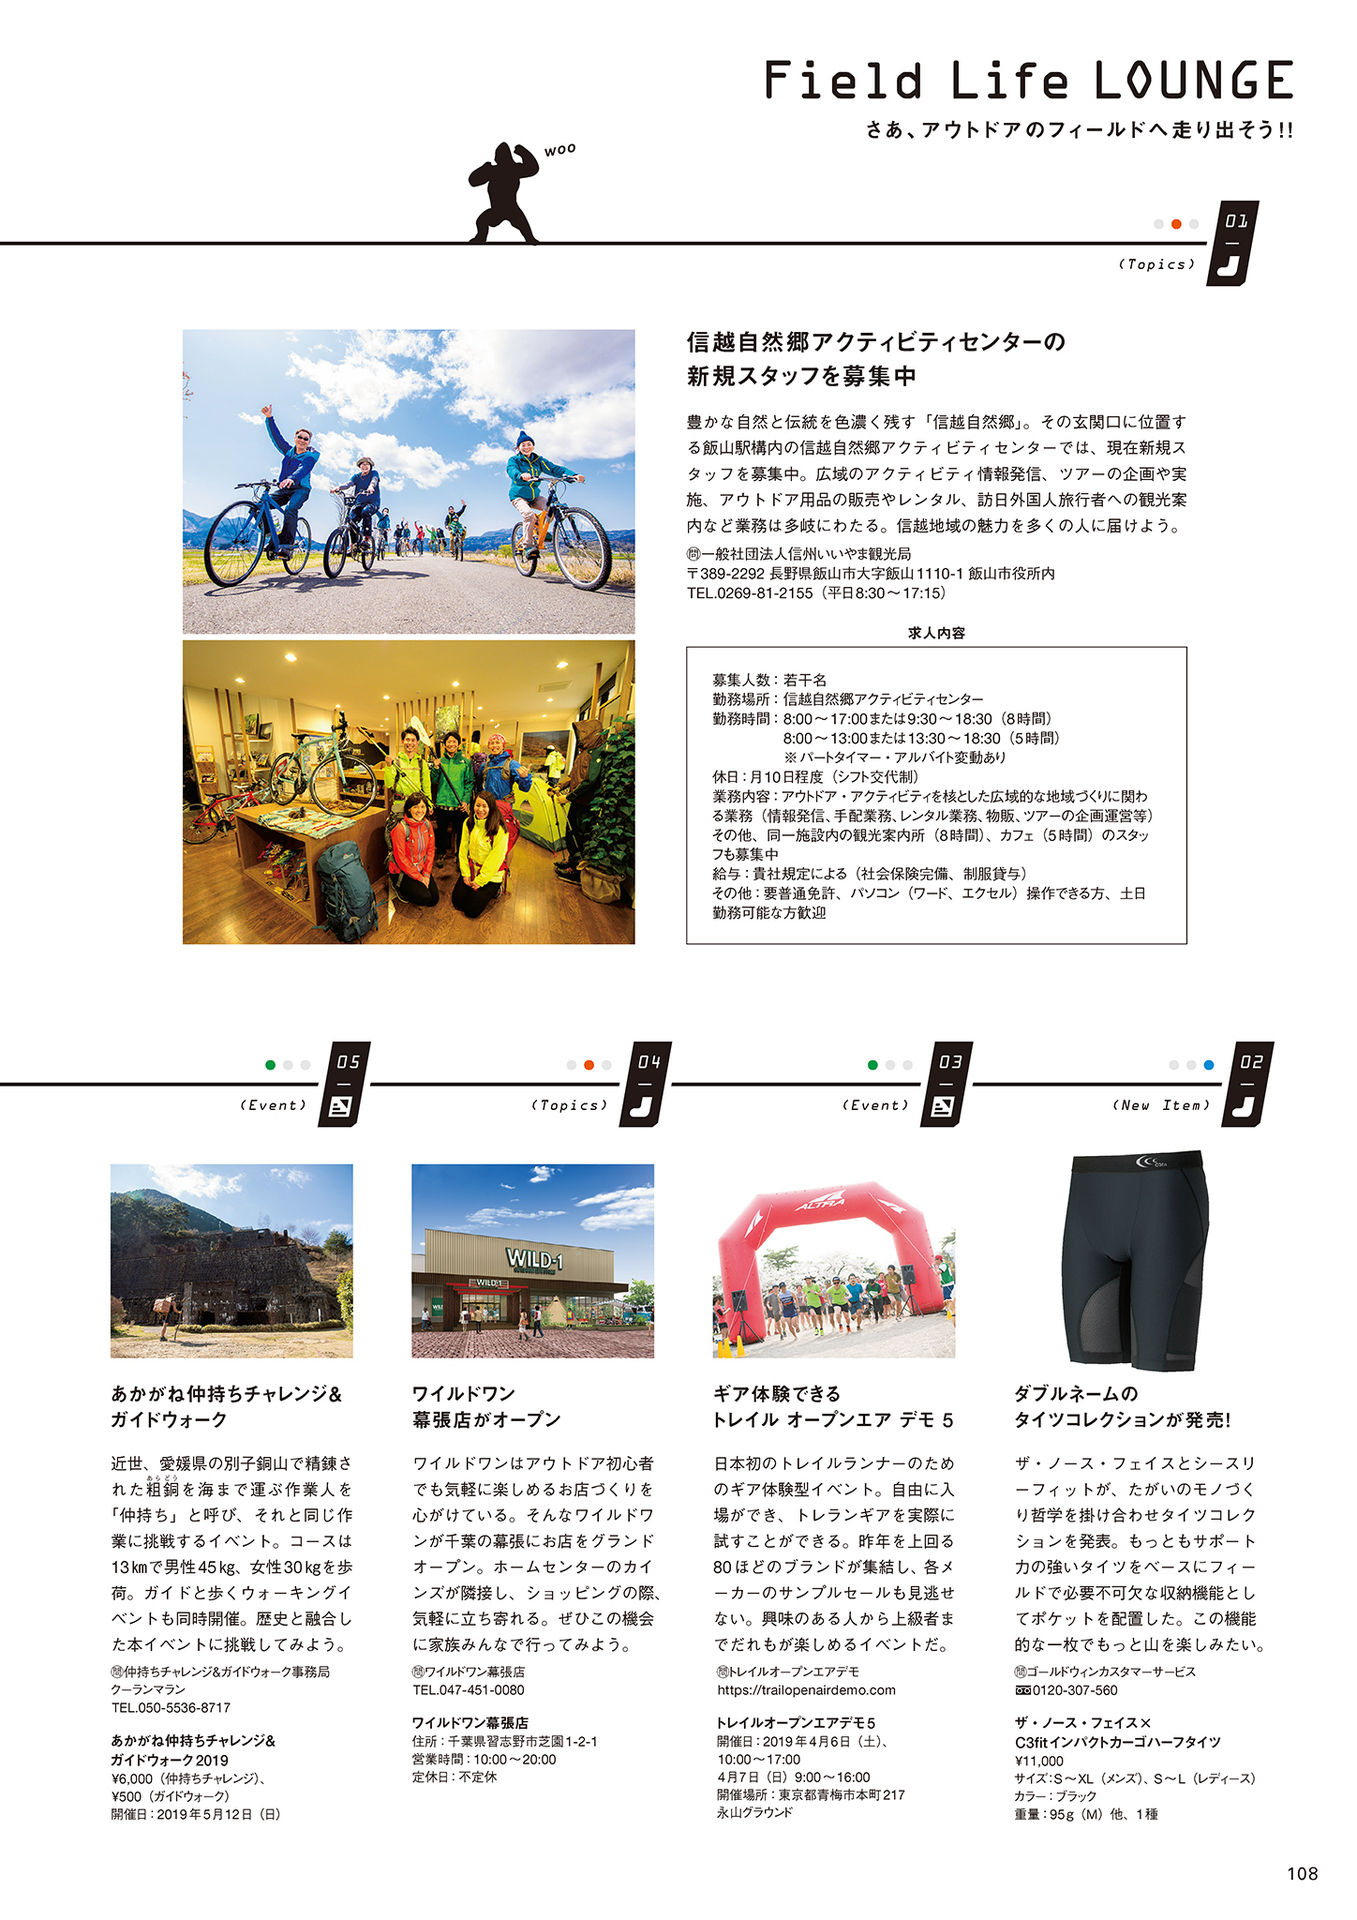 Field Life LOUNGE
さあ、アウトドアのフィールドへ走り出そう!!
woo
01
(Topics)
信越自然郷アクティビティセンターの
新規スタッフを募集中
豊かな自然と伝統を色濃く残す「信越自然郷」。その玄関口に位置す
る飯山駅構内の信越自然郷アクティビティセンターでは、現在新規ス
タッフを募集中。広域のアクティビティ情報発信、ツアーの企画や実
施、アウトドア用品の販売やレンタル、訪日外国人旅行者への観光案
内など業務は多岐にわたる。信越地域の魅力を多くの人に届けよう。
㉄一般社団法人信州いいやま観光局
〒389-2292 長野県飯山市大字飯山1110-1 飯山市役所内
TEL.0269-81-2155（平日8:30〜17:15）
求人内容
募集人数：若干名
勤務場所：信越自然郷アクティビティセンター
勤務時間：8:00〜17:00または9:30〜18:30（8時間）
8:00〜13:00または13:30〜18:30（5時間）
※パートタイマー・アルバイト変動あり
休日：月10日程度（シフト交代制）
業務内容：アウトドア・アクティビティを核とした広域的な地域づくりに関わ
る業務（情報発信、手配業務、レンタル業務、物販、ツアーの企画運営等）
その他、同一施設内の観光案内所（8時間）、カフェ（5時間）のスタッ
フも募集中
給与：貴社規定による（社会保険完備、制服貸与）
その他：要普通免許、パソコン（ワード、エクセル）操作できる方、土日
勤務可能な方歓迎
02
(New Item)
C3fit
ダブルネームの
タイツコレクションが発売!
ザ・ノース・フェイスとシースリ
ーフィットが、たがいのモノづく
り哲学を掛け合わせタイツコレク
ションを発表。もっともサポート
力の強いタイツをベースにフィー
ルドで必要不可欠な収納機能とし
てポケットを配置した。この機能
的な一枚でもっと山を楽しみたい。
㉄ゴールドウィンカスタマーサービス
0120-307-560
ザ・ノース・フェイス×
C3fitインパクトカーゴハーフタイツ
¥11,000
サイズ：S〜XL（メンズ）、S〜L（レディース）
カラー：ブラック
重量：95g（M）他、1種
03
(Event)
ALTRA
ギア体験できる
トレイル オープンエア デモ 5
日本初のトレイルランナーのため
のギア体験型イベント。自由に入
場ができ、トレランギアを実際に
試すことができる。昨年を上回る
80ほどのブランドが集結し、各メ
ーカーのサンプルセールも見逃せ
ない。興味のある人から上級者ま
でだれもが楽しめるイベントだ。
㉄トレイルオープンエアデモ
https://trailopenairdemo.com
トレイルオープンエアデモ5
開催日：2019年4月6日（土）、
10:00〜17:00
4月7日（日）9:00〜16:00
開催場所：東京都青梅市本町217
永山グラウンド
04
(Topics)
WILD-1
WILD-1
ワイルドワン
幕張店がオープン
ワイルドワンはアウトドア初心者
でも気軽に楽しめるお店づくりを
心がけている。そんなワイルドワ
ンが千葉の幕張にお店をグランド
オープン。ホームセンターのカイ
ンズが隣接し、ショッピングの際、
気軽に立ち寄れる。ぜひこの機会
に家族みんなで行ってみよう。
㉄ワイルドワン幕張店
TEL.047-451-0080
ワイルドワン幕張店
住所：千葉県習志野市芝園1-2-1
営業時間：10:00〜20:00
定休日：不定休
05
(Event)
あかがね仲持ちチャレンジ&
ガイドウォーク
近世、愛媛県の別子銅山で精錬さ
あらどう
れた粗銅を海まで運ぶ作業人を
「仲持ち」と呼び、それと同じ作
業に挑戦するイベント。コースは
13㎞で男性45㎏、女性30㎏を歩
荷。ガイドと歩くウォーキングイ
ベントも同時開催。歴史と融合し
た本イベントに挑戦してみよう。
㉄仲持ちチャレンジ&ガイドウォーク事務局
クーランマラン
TEL.050-5536-8717
あかがね仲持ちチャレンジ&
ガイドウォーク2019
¥6,000（仲持ちチャレンジ）、
¥500（ガイドウォーク）
開催日：2019年5月12日（日）
108